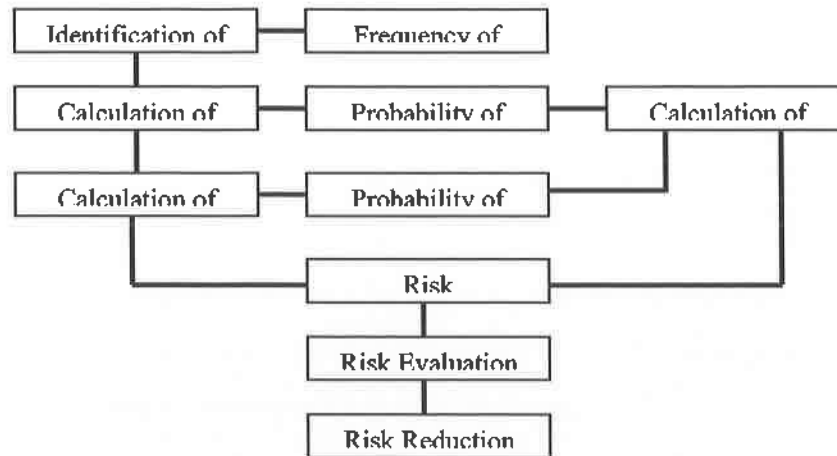 Identification of
Frequency of
Calculation of
Probability of
Calculation of
Calculation of
Probability of
Risk
Risk Evaluation
Risk Reduction